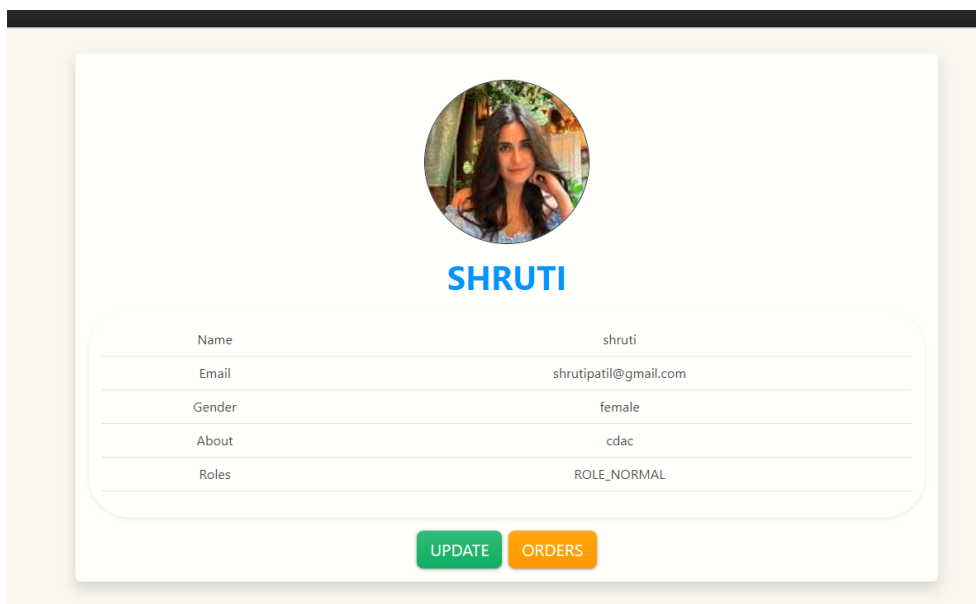 SHRUTI
Name shruti
Email shrutipatil@gmail.com
Gender female
About cdac
Roles ROLE_NORMAL
UPDATE ORDERS